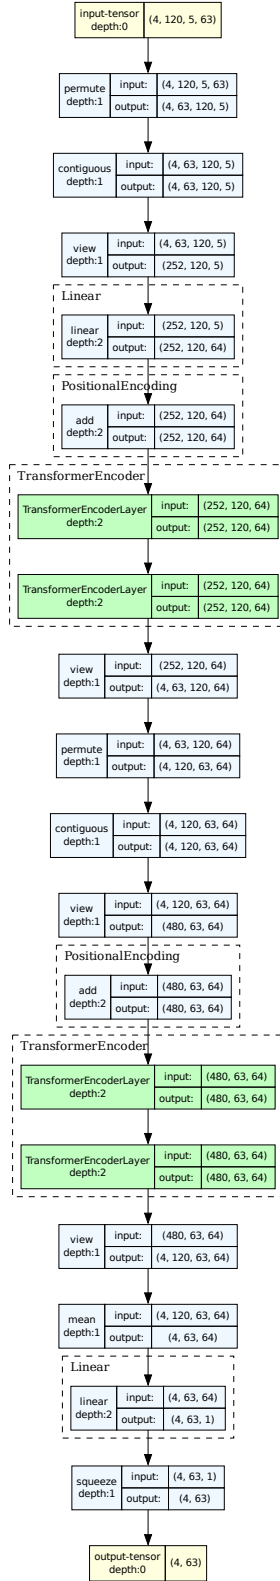 input-tensor
depth:0
(4, 120, 5, 63)
permute
depth:1
input:
(4, 120, 5, 63)
output:
(4, 63, 120, 5)
contiguous
depth:1
input:
(4, 63, 120, 5)
output:
(4, 63, 120, 5)
view
depth:1
input:
(4, 63, 120, 5)
output:
(252, 120, 5)
Linear
linear
depth:2
input:
(252, 120, 5)
output:
(252, 120, 64)
PositionalEncoding
add
depth:2
input:
(252, 120, 64)
output:
(252, 120, 64)
TransformerEncoder
TransformerEncoderLayer
depth:2
input:
(252, 120, 64)
output:
(252, 120, 64)
TransformerEncoderLayer
depth:2
input:
(252, 120, 64)
output:
(252, 120, 64)
view
depth:1
input:
(252, 120, 64)
output:
(4, 63, 120, 64)
permute
depth:1
input:
(4, 63, 120, 64)
output:
(4, 120, 63, 64)
contiguous
depth:1
input:
(4, 120, 63, 64)
output:
(4, 120, 63, 64)
view
depth:1
input:
(4, 120, 63, 64)
output:
(480, 63, 64)
PositionalEncoding
add
depth:2
input:
(480, 63, 64)
output:
(480, 63, 64)
TransformerEncoder
TransformerEncoderLayer
depth:2
input:
(480, 63, 64)
output:
(480, 63, 64)
TransformerEncoderLayer
depth:2
input:
(480, 63, 64)
output:
(480, 63, 64)
view
depth:1
input:
(480, 63, 64)
output:
(4, 120, 63, 64)
mean
depth:1
input:
(4, 120, 63, 64)
output:
(4, 63, 64)
Linear
linear
depth:2
input:
(4, 63, 64)
output:
(4, 63, 1)
squeeze
depth:1
input:
(4, 63, 1)
output:
(4, 63)
output-tensor
depth:0
(4, 63)